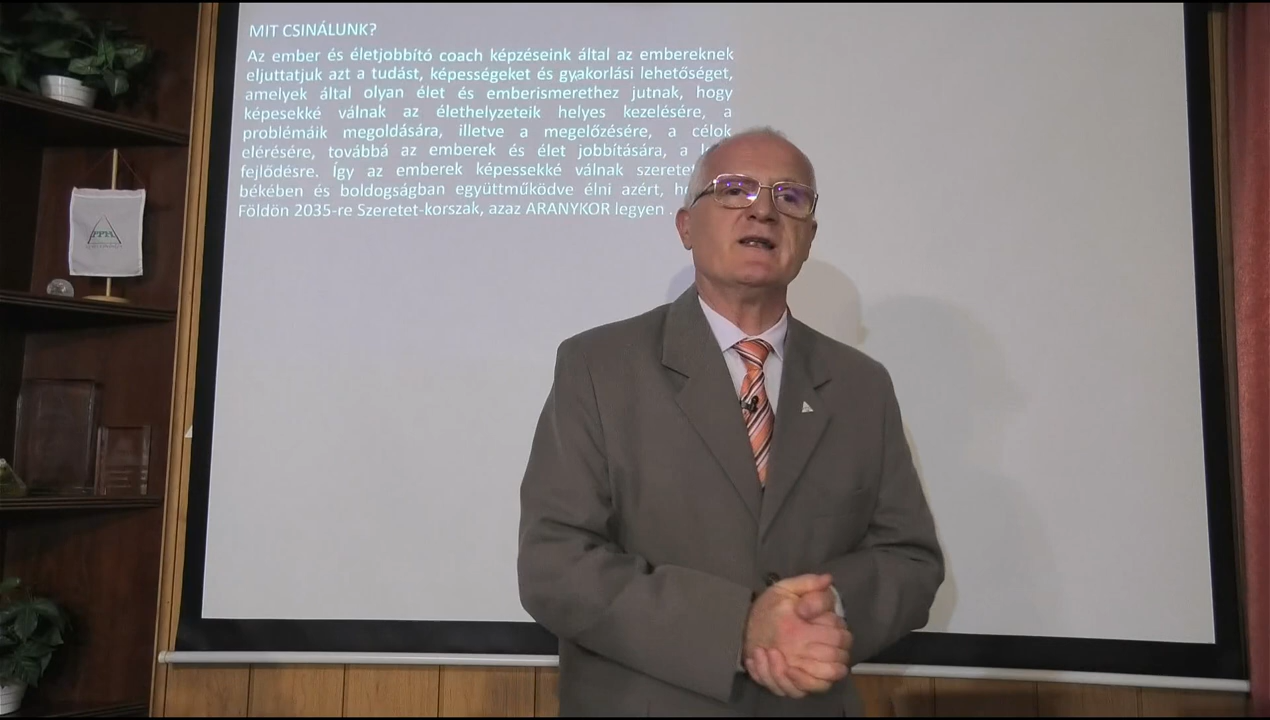 MIT CSINÁLUNK?
Az ember és életjobbító coach képzéseink által az embereknek
eljuttatjuk azt a tudást, képességeket és gyakorlási lehetőséget,
amelyek által olyan élet és emberismerethez jutnak, hogy
képesekké válnak az élethelyzeteik helyes kezelésére, a
problémáik megoldására, illetve a megelőzésére, a célok
elérésére, továbbá az emberek és élet jobbítására, a
fejlődésre. Így az emberek képessekké válnak
békében és boldogságban együttműködve élni azért,
Földön 2035-re Szeretet-korszak, azaz ARANYKOR legyen .